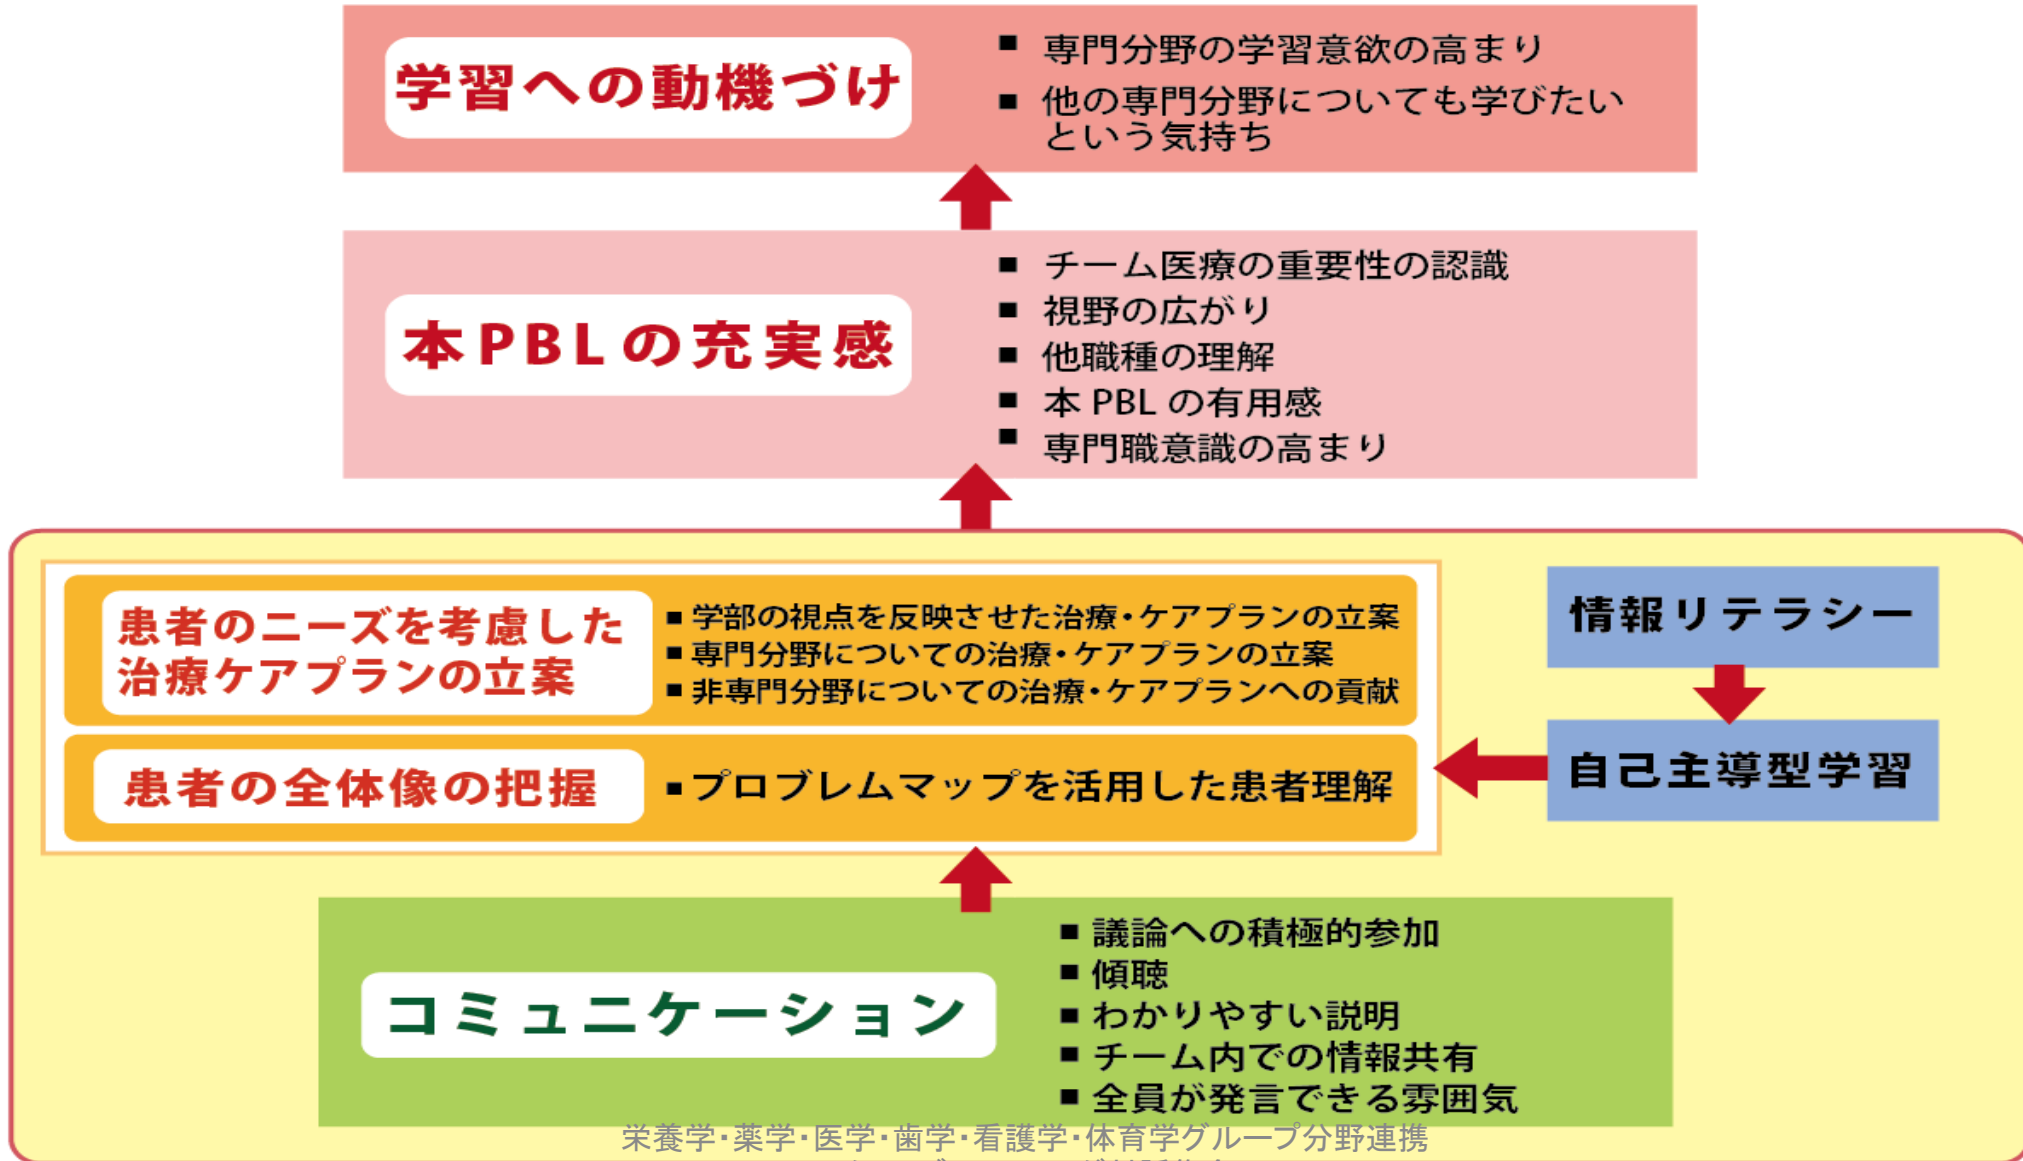 学習への動機づけ
■ 専門分野の学習意欲の高まり
■ 他の専門分野についても学びたい
という気持ち
本PBLの充実感
■ チーム医療の重要性の認識
■ 視野の広がり
■ 他職種の理解
■ 本PBLの有用感
■ 専門職意識の高まり
患者のニーズを考慮した
治療ケアプランの立案
■ 学部の視点を反映させた治療・ケアプランの立案
■ 専門分野についての治療・ケアプランの立案
■ 非専門分野についての治療・ケアプランへの貢献
患者の全体像の把握
■ プロブレムマップを活用した患者理解
情報リテラシー
自己主導型学習
コミュニケーション
■ 議論への積極的参加
■ 傾聴
■ わかりやすい説明
■ チーム内での情報共有
■ 全員が発言できる雰囲気
栄養学・薬学・医学・歯学・看護学・体育学グループ分野連携